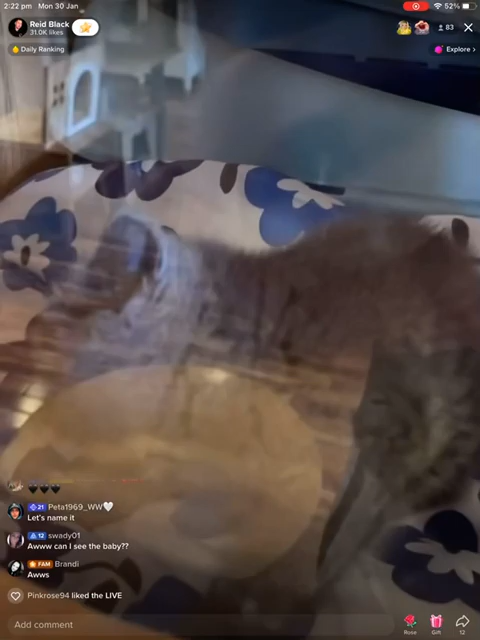 2:22 pm Mon 30 Jan
52%
Reid Black
31.0K likes
83
Daily Ranking
Explore >
21 Peta1969_WW🤍
Let's name it
12 swady01
Awww can I see the baby??
FAM Brandi
Awws
Pinkrose94 liked the LIVE
Add comment
Rose
Gift
12